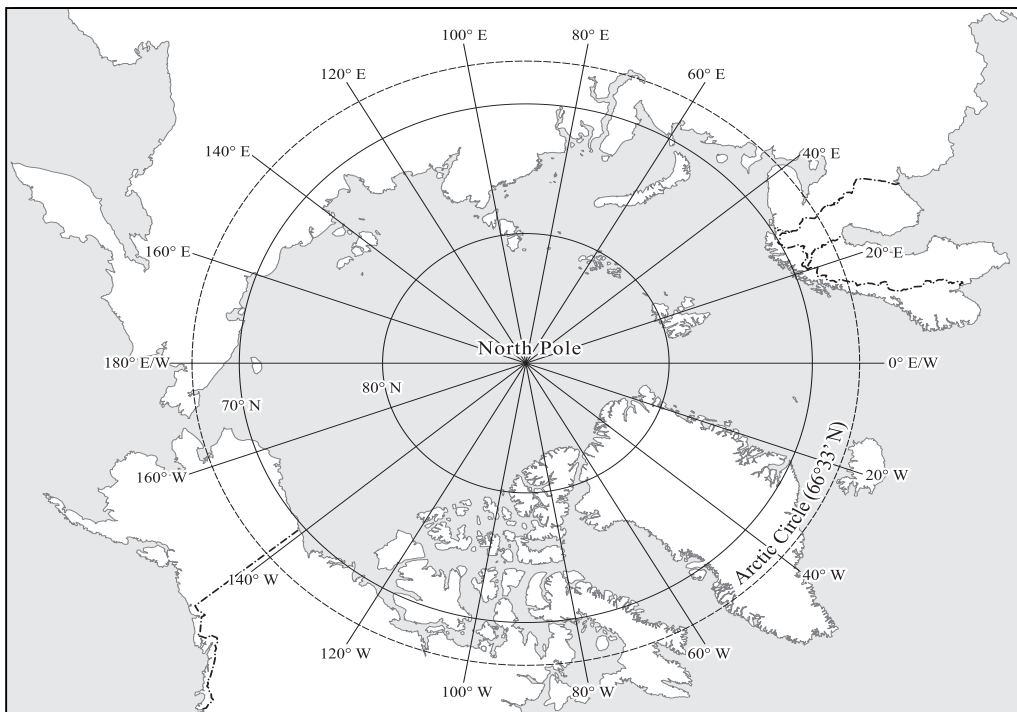 100° E
80° E
120° E
60° E
140° E
40° E
160° E
20° E
North Pole
180° E/W
0° E/W
80° N
70° N
160° W
20° W
Arctic Circle (66°33' N)
140° W
40° W
120° W
60° W
100° W
80° W